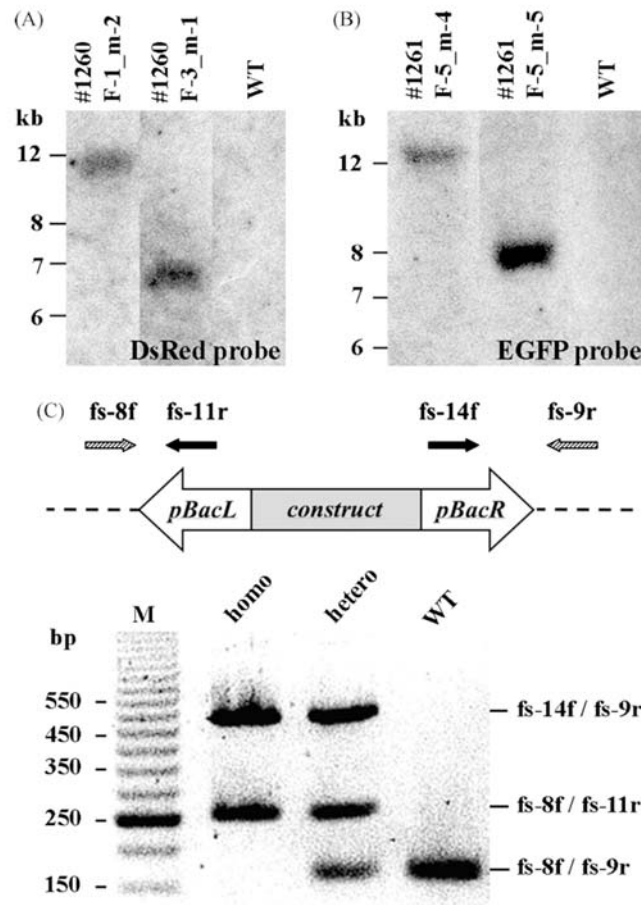 (A)
#1260
F-1_m-2
#1260
F-3_m-1
WT
kb
12
8
7
6
DsRed probe
(B)
#1261
F-5_m-4
#1261
F-5_m-5
WT
kb
12
8
7
6
EGFP probe
(C)
fs-8f fs-11r fs-14f fs-9r
pBacL construct pBacR
M homo hetero WT
bp
550
450
350
250
150
fs-14f / fs-9r
fs-8f / fs-11r
fs-8f / fs-9r